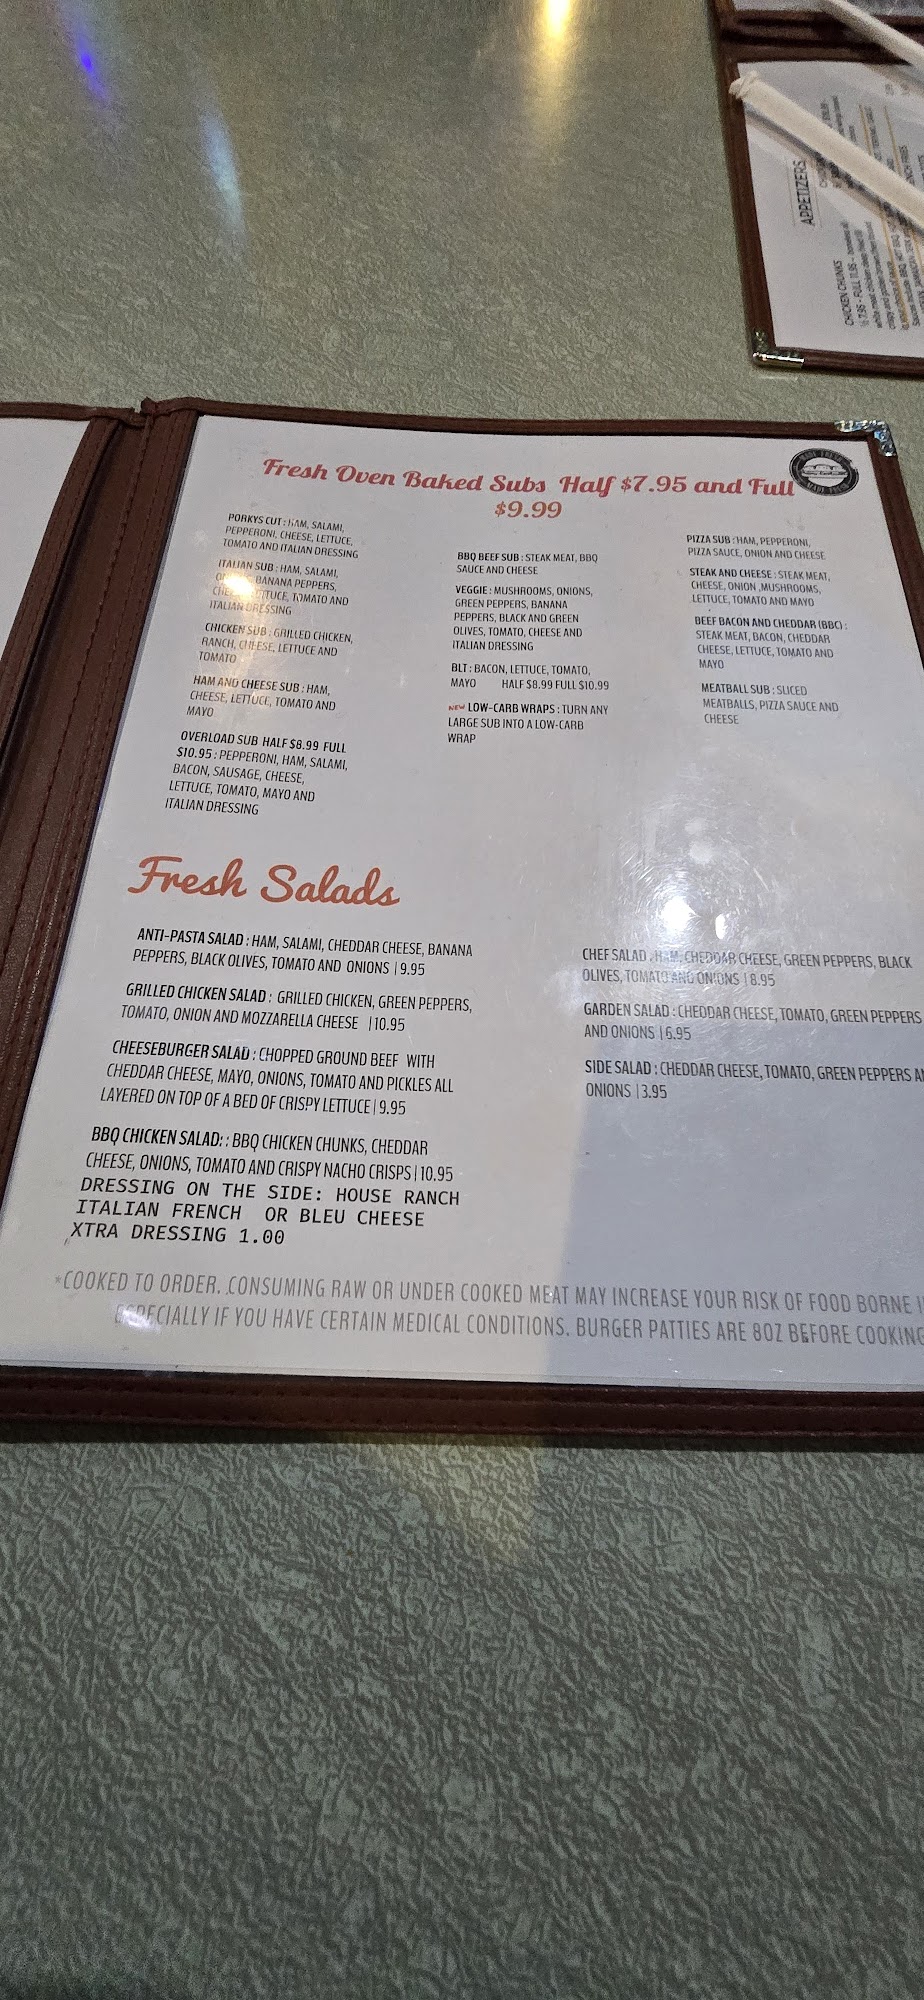 Fresh Oven Baked Subs Half $7.95 and Full
$9.99
PORKYS CUT : HAM, SALAMI,
PEPPERONI, CHEESE, LETTUCE,
TOMATO AND ITALIAN DRESSING
ITALIAN SUB : HAM, SALAMI,
BANANA PEPPERS,
LETTUCE, TOMATO AND
ITALIAN DRESSING
CHICKEN SUB : GRILLED CHICKEN,
RANCH, CHEESE, LETTUCE AND
TOMATO
HAM AND CHEESE SUB : HAM,
CHEESE, LETTUCE, TOMATO AND
MAYO
OVERLOAD SUB HALF $8.99 FULL
$10.95 : PEPPERONI, HAM, SALAMI,
BACON, SAUSAGE, CHEESE,
LETTUCE, TOMATO, MAYO AND
ITALIAN DRESSING
BBQ BEEF SUB : STEAK MEAT, BBQ
SAUCE AND CHEESE
VEGGIE : MUSHROOMS, ONIONS,
GREEN PEPPERS, BANANA
PEPPERS, BLACK AND GREEN
OLIVES, TOMATO, CHEESE AND
ITALIAN DRESSING
BLT : BACON, LETTUCE, TOMATO,
MAYO HALF $8.99 FULL $10.99
NEW LOW-CARB WRAPS : TURN ANY
LARGE SUB INTO A LOW-CARB
WRAP
PIZZA SUB : HAM, PEPPERONI,
PIZZA SAUCE, ONION AND CHEESE
STEAK AND CHEESE : STEAK MEAT,
CHEESE, ONION ,MUSHROOMS,
LETTUCE, TOMATO AND MAYO
BEEF BACON AND CHEDDAR (BBC) :
STEAK MEAT, BACON, CHEDDAR
CHEESE, LETTUCE, TOMATO AND
MAYO
MEATBALL SUB : SLICED
MEATBALLS, PIZZA SAUCE AND
CHEESE
Fresh Salads
ANTI-PASTA SALAD : HAM, SALAMI, CHEDDAR CHEESE, BANANA
PEPPERS, BLACK OLIVES, TOMATO AND ONIONS | 9.95
GRILLED CHICKEN SALAD : GRILLED CHICKEN, GREEN PEPPERS,
TOMATO, ONION AND MOZZARELLA CHEESE | 10.95
CHEESEBURGER SALAD : CHOPPED GROUND BEEF WITH
CHEDDAR CHEESE, MAYO, ONIONS, TOMATO AND PICKLES ALL
LAYERED ON TOP OF A BED OF CRISPY LETTUCE | 9.95
BBQ CHICKEN SALAD: : BBQ CHICKEN CHUNKS, CHEDDAR
CHEESE, ONIONS, TOMATO AND CRISPY NACHO CRISPS | 10.95
DRESSING ON THE SIDE: HOUSE RANCH
ITALIAN FRENCH OR BLEU CHEESE
XTRA DRESSING 1.00
CHEF SALAD : HAM, CHEDDAR CHEESE, GREEN PEPPERS, BLACK
OLIVES, TOMATO AND ONIONS | 8.95
GARDEN SALAD : CHEDDAR CHEESE, TOMATO, GREEN PEPPERS
AND ONIONS | 6.95
SIDE SALAD : CHEDDAR CHEESE, TOMATO, GREEN PEPPERS
ONIONS | 3.95
*COOKED TO ORDER. .CONSUMING RAW OR UNDER COOKED MEAT MAY INCREASE YOUR RISK OF FOOD BORNE
ESPECIALLY IF YOU HAVE CERTAIN MEDICAL CONDITIONS. BURGER PATTIES ARE 8OZ BEFORE COOKING
APPETIZERS
CHICKEN CHUNKS